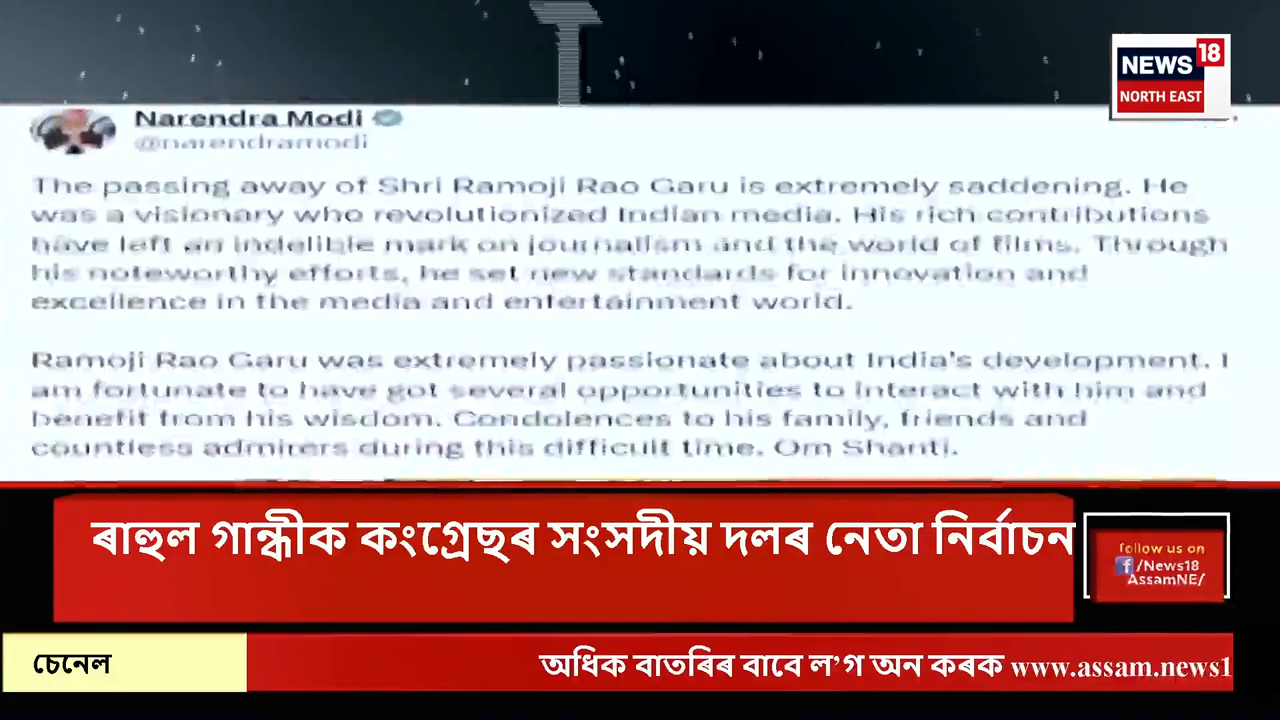 NEWS 18
NORTH EAST
Narendra Modi
@narendramodi
The passing away of Shri Ramoji Rao Garu is extremely saddening. He
was a visionary who revolutionized Indian media. His rich contributions
have left an indelible mark on journalism and the world of films. Through
his noteworthy efforts, he set new standards for innovation and
excellence in the media and entertainment world.
Ramoji Rao Garu was extremely passionate about India's development. I
am fortunate to have got several opportunities to interact with him and
benefit from his wisdom. Condolences to his family, friends and
countless admirers during this difficult time. Om Shanti.
ৰাহুল গান্ধীক কংগ্ৰেছৰ সংসদীয় দলৰ নেতা নিৰ্বাচন
follow us on
f/News18
AssamNE/
চেনেল
অধিক বাতৰিৰ বাবে ল’গ অন কৰক www.assam.news1